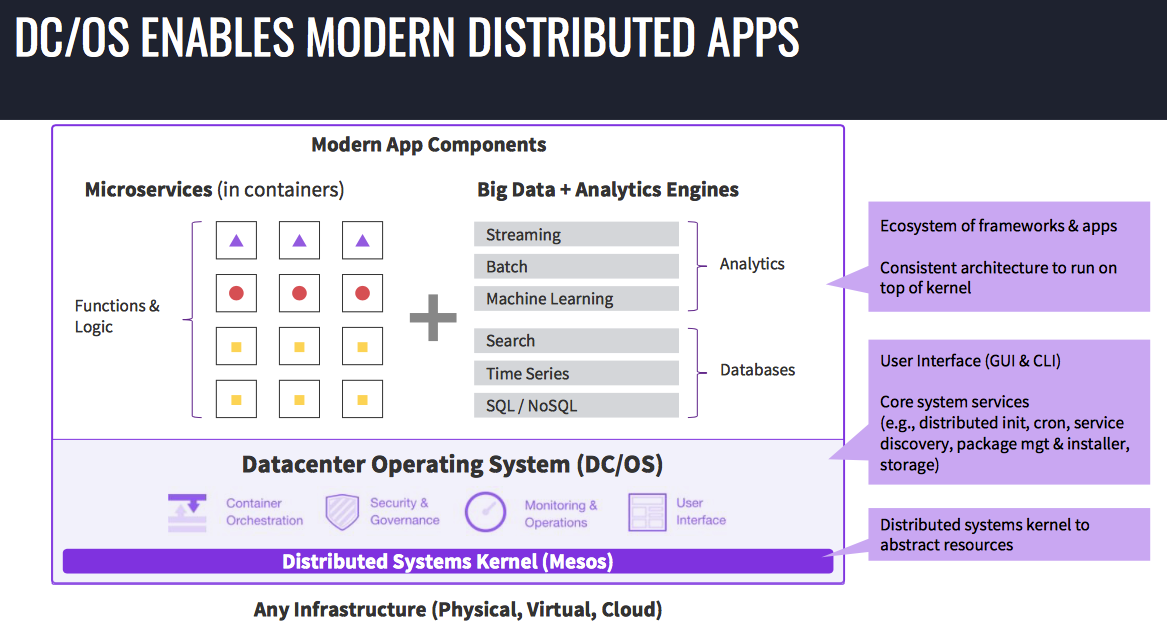 DC/OS ENABLES MODERN DISTRIBUTED APPS
Modern App Components
Microservices (in containers)
Functions &
Logic
Big Data + Analytics Engines
Streaming
Batch
Machine Learning
Analytics
Search
Time Series
SQL / NoSQL
Databases
Ecosystem of frameworks & apps
Consistent architecture to run on
top of kernel
Datacenter Operating System (DC/OS)
Container
Orchestration
Security &
Governance
Monitoring &
Operations
User
Interface
User Interface (GUI & CLI)
Core system services
(e.g., distributed init, cron, service
discovery, package mgt & installer,
storage)
Distributed Systems Kernel (Mesos)
Distributed systems kernel to
abstract resources
Any Infrastructure (Physical, Virtual, Cloud)